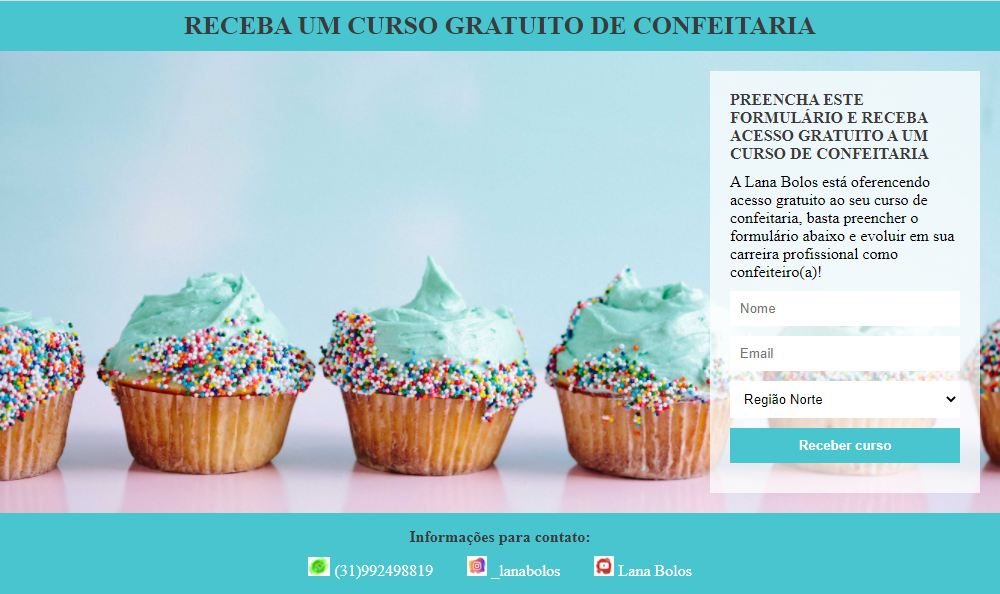 RECEBA UM CURSO GRATUITO DE CONFEITARIA
PREENCHA ESTE
FORMULÁRIO E RECEBA
ACESSO GRATUITO A UM
CURSO DE CONFEITARIA
A Lana Bolos está oferencendo
acesso gratuito ao seu curso de
confeitaria, basta preencher o
formulário abaixo e evoluir em sua
carreira profissional como
confeiteiro(a)!
Nome
Email
Região Norte
Receber curso
Informações para contato:
(31)992498819 _lanabolos Lana Bolos